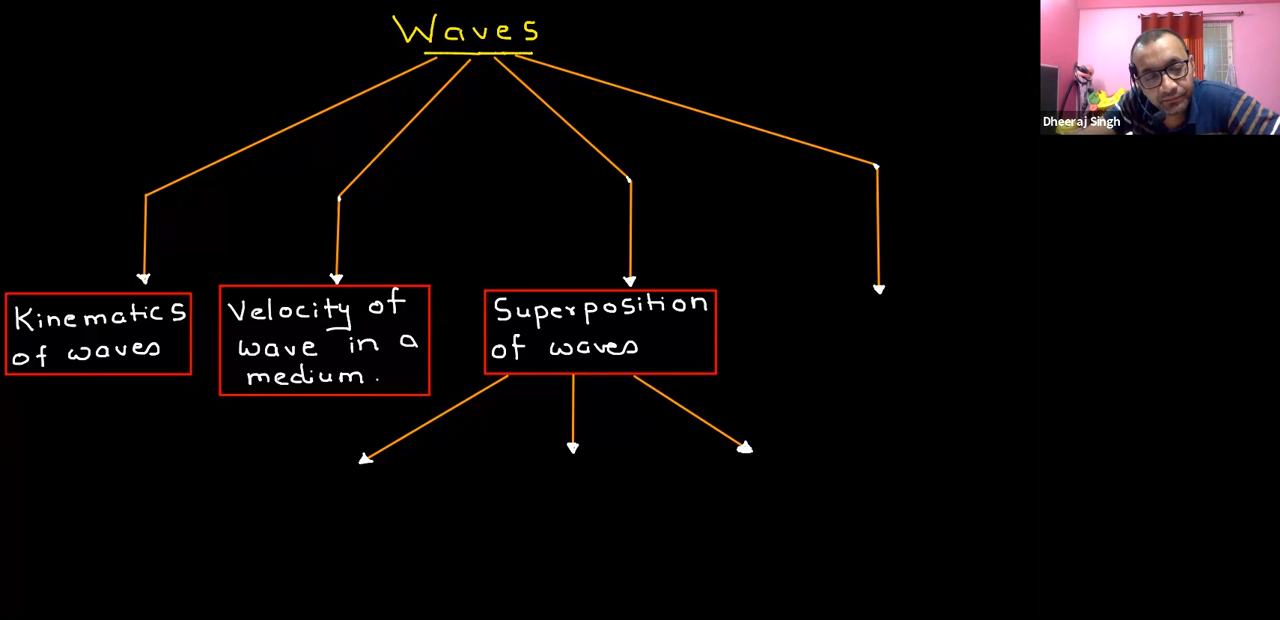 Waves
Dheeraj Singh
Kinematics
of waves
Velocity of
wave in a
medium.
Superposition
of waves